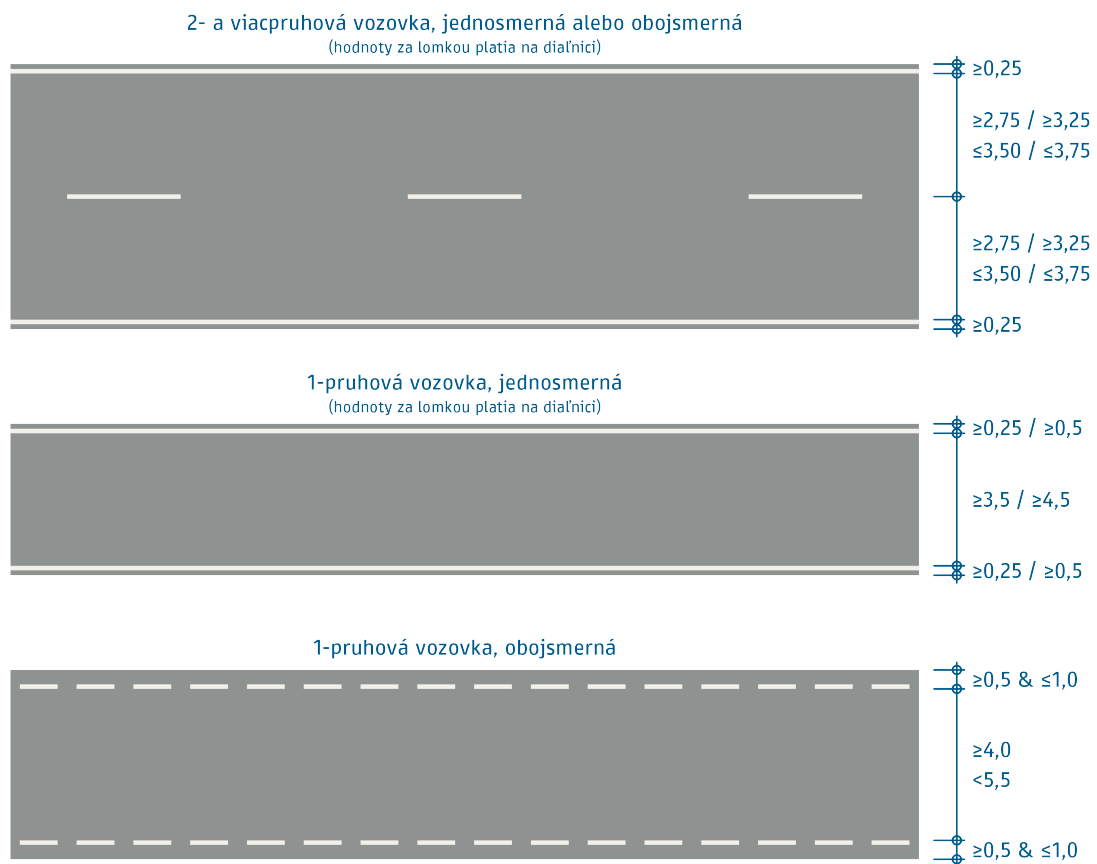 2- a viacpruhová vozovka, jednosmerná alebo obojsmerná
(hodnoty za lomkou platia na diaľnici)
≥0,25
≥2,75 / ≥3,25
≤3,50 / ≤3,75
≥2,75 / ≥3,25
≤3,50 / ≤3,75
≥0,25
1-pruhová vozovka, jednosmerná
(hodnoty za lomkou platia na diaľnici)
≥0,25 / ≥0,5
≥3,5 / ≥4,5
≥0,25 / ≥0,5
1-pruhová vozovka, obojsmerná
≥0,5 & ≤1,0
≥4,0
<5,5
≥0,5 & ≤1,0